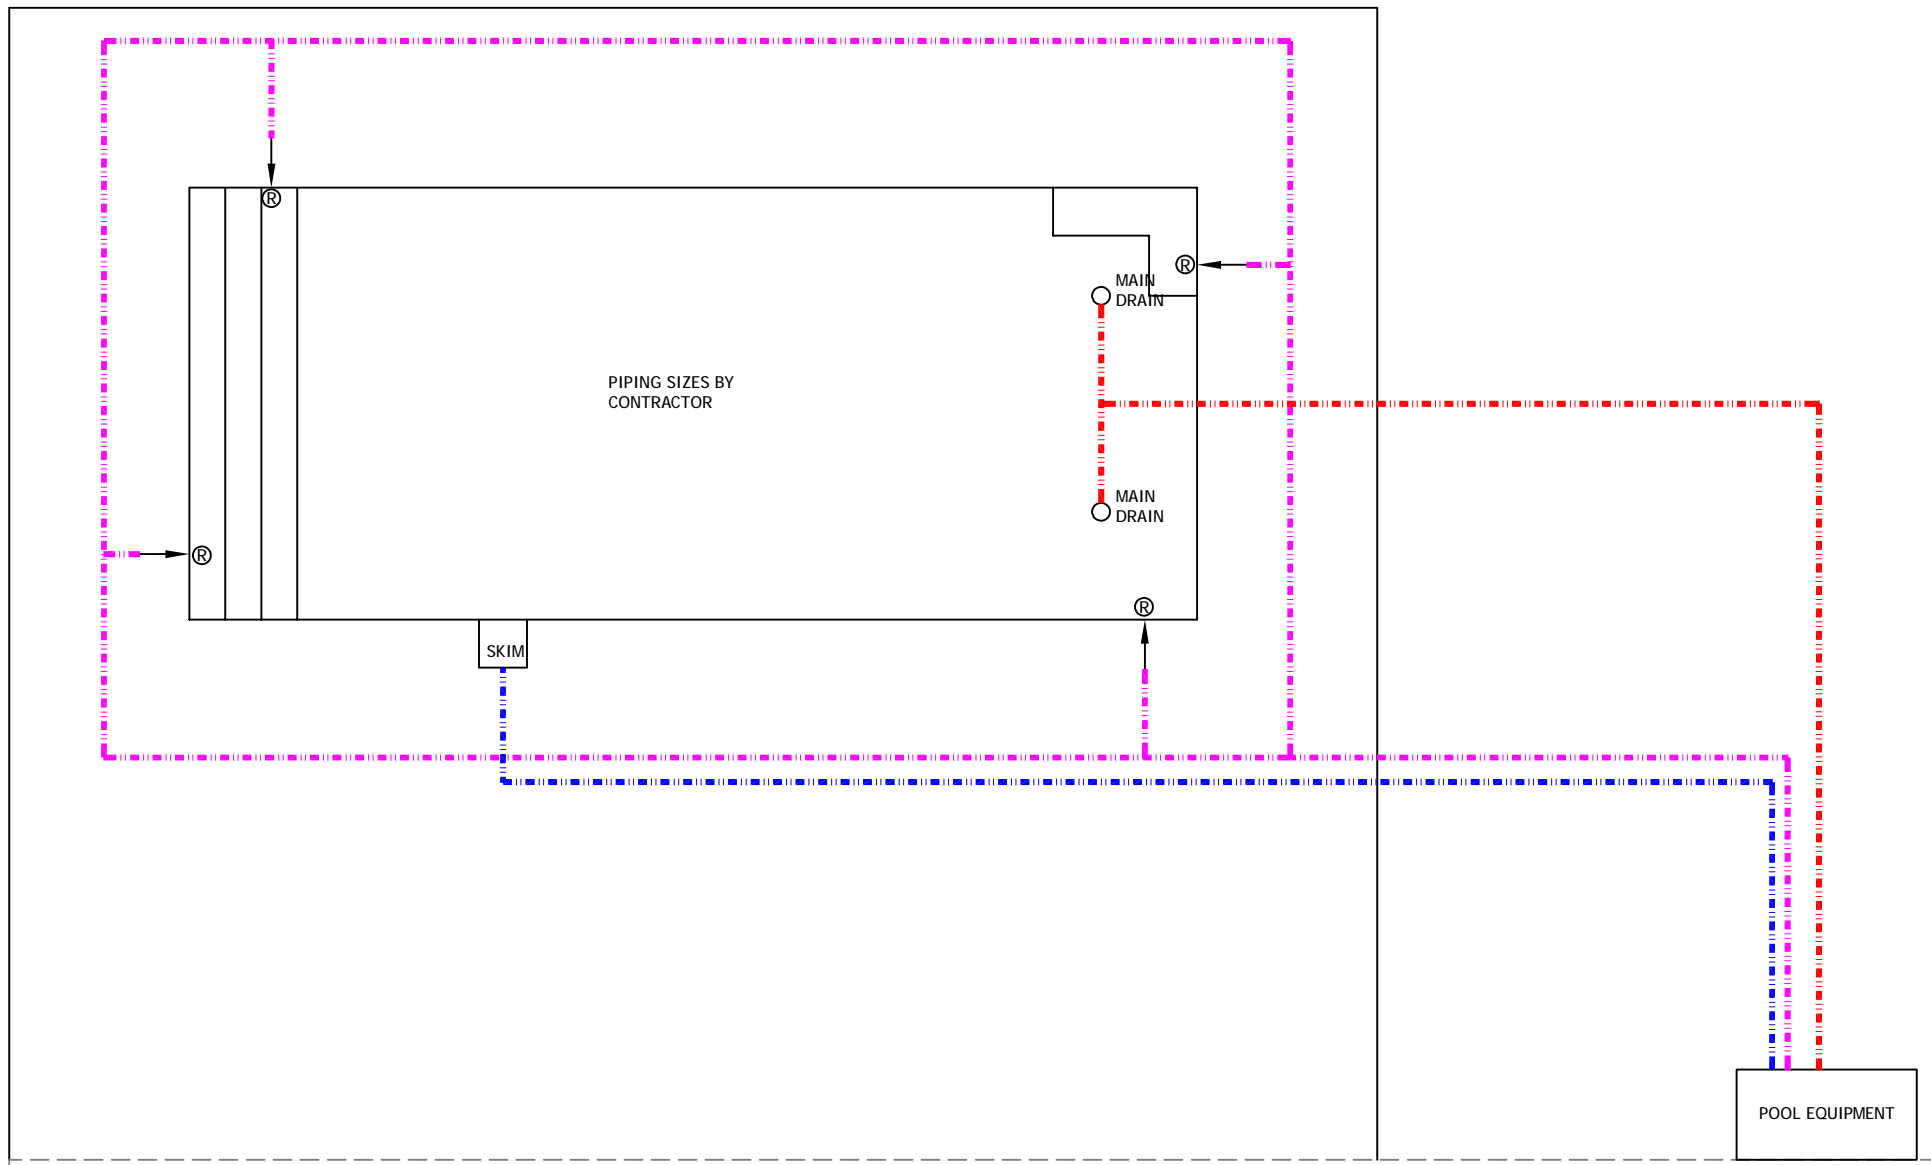 ®
®
MAIN
DRAIN
PIPING SIZES BY
CONTRACTOR
MAIN
DRAIN
®
®
SKIM
POOL EQUIPMENT